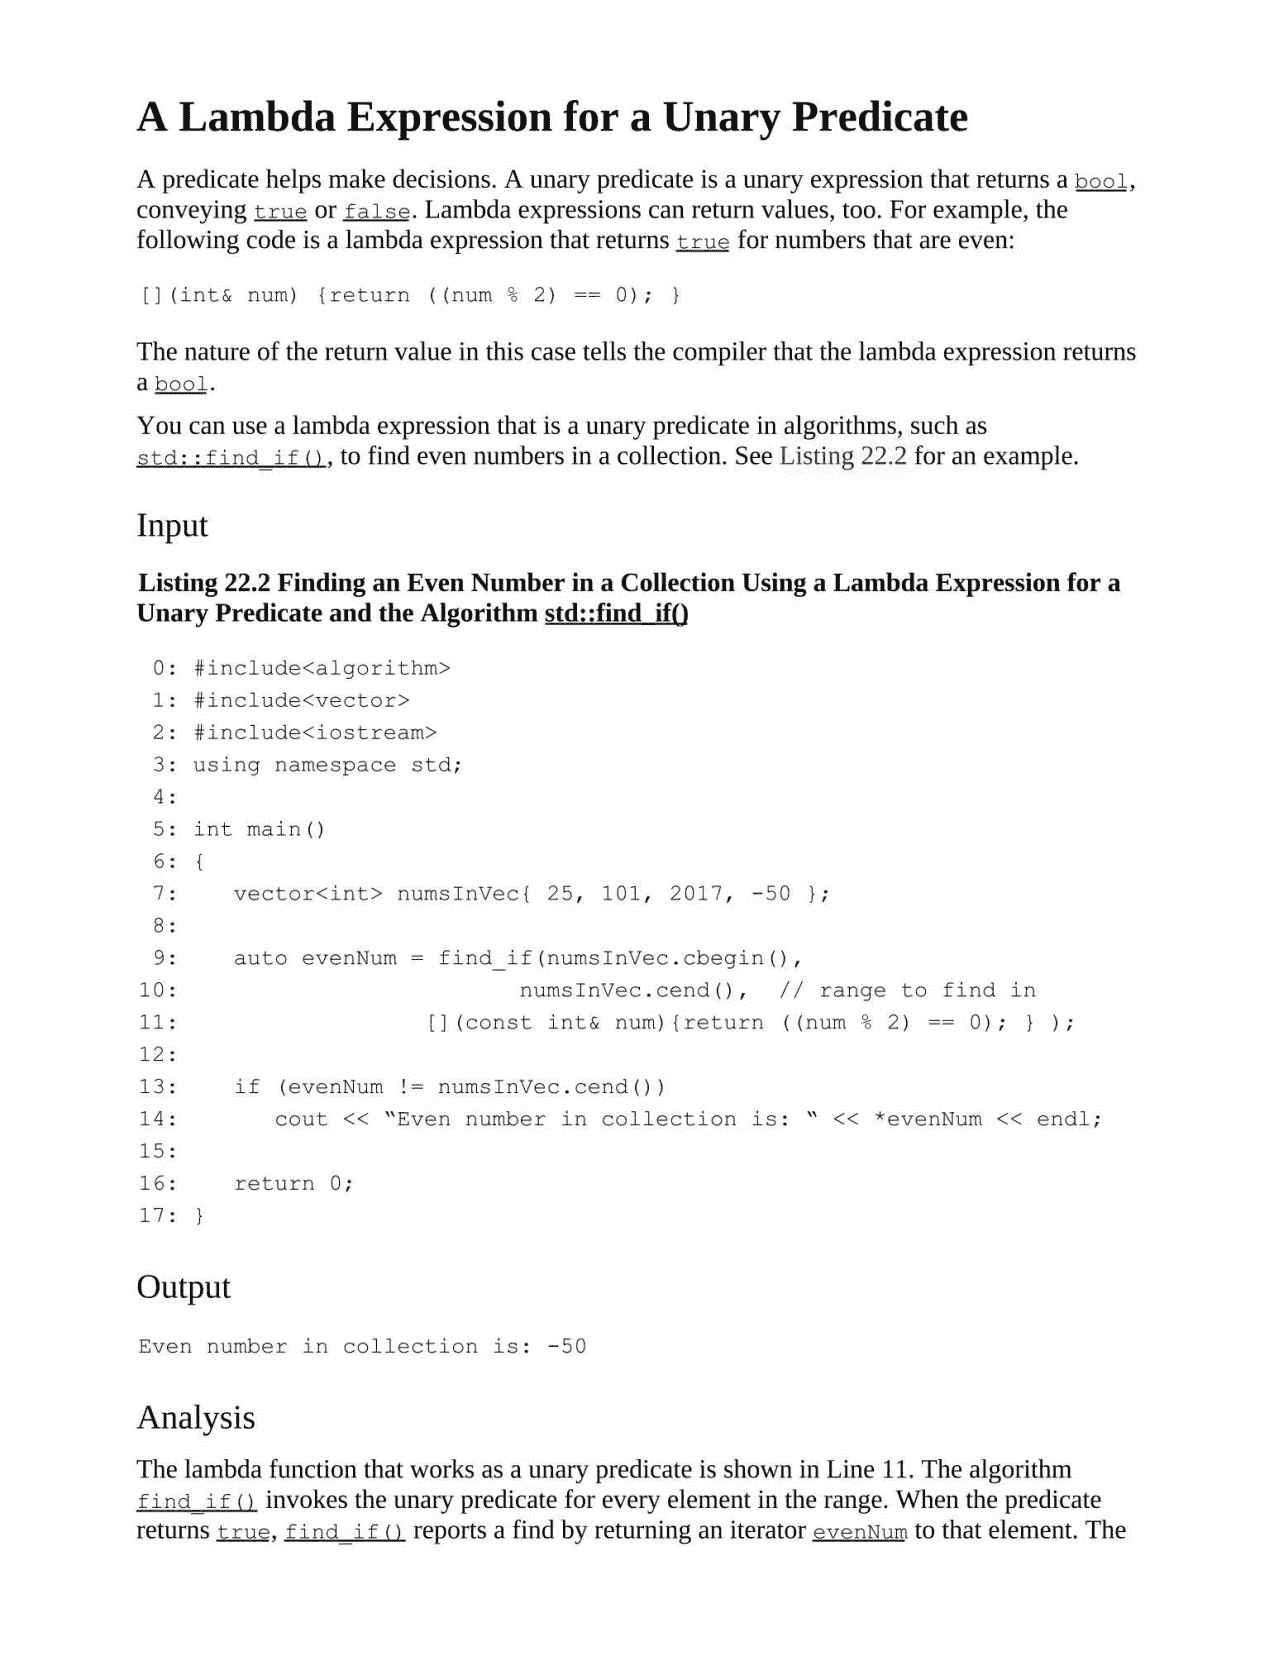 A Lambda Expression for a Unary Predicate
A predicate helps make decisions. A unary predicate is a unary expression that returns a bool,
conveying true or false. Lambda expressions can return values, too. For example, the
following code is a lambda expression that returns true for numbers that are even:
[](int& num) {return ((num % 2) == 0); }
The nature of the return value in this case tells the compiler that the lambda expression returns
a bool.
You can use a lambda expression that is a unary predicate in algorithms, such as
std::find_if(), to find even numbers in a collection. See Listing 22.2 for an example.
Input
Listing 22.2 Finding an Even Number in a Collection Using a Lambda Expression for a
Unary Predicate and the Algorithm std::find_if()
0: #include<algorithm>
1: #include<vector>
2: #include<iostream>
3: using namespace std;
4:
5: int main()
6: {
7:    vector<int> numsInVec{ 25, 101, 2017, -50 };
8:
9:    auto evenNum = find_if(numsInVec.cbegin(),
10:                         numsInVec.cend(),  // range to find in
11:                  [](const int& num){return ((num % 2) == 0); } );
12:
13:    if (evenNum != numsInVec.cend())
14:       cout << “Even number in collection is: “ << *evenNum << endl;
15:
16:    return 0;
17: }
Output
Even number in collection is: -50
Analysis
The lambda function that works as a unary predicate is shown in Line 11. The algorithm
find_if() invokes the unary predicate for every element in the range. When the predicate
returns true, find_if() reports a find by returning an iterator evenNum to that element. The